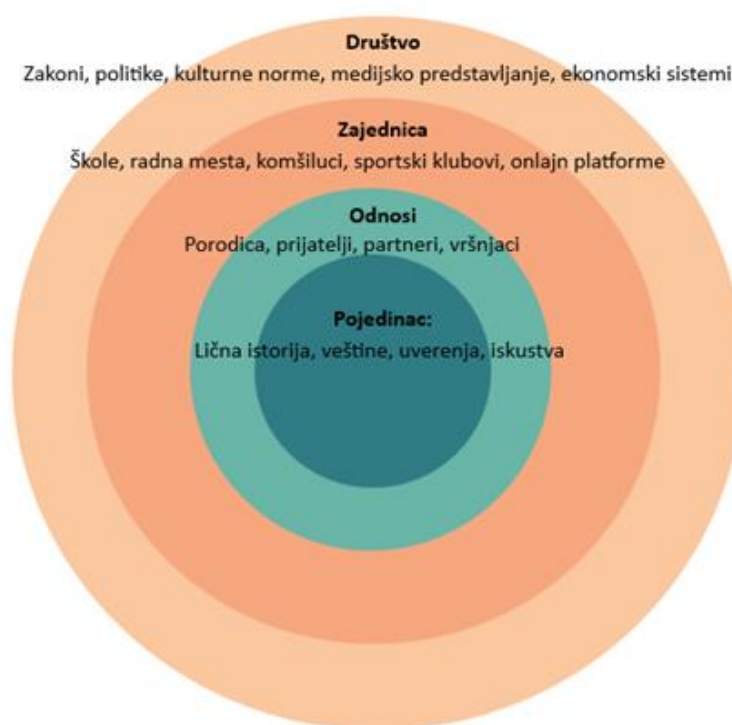 Društvo
Zakoni, politike, kulturne norme, medijsko predstavljanje, ekonomski sistemi
Zajednica
Škole, radna mesta, komšiluci, sportski klubovi, onlajn platforme
Odnosi
Porodica, prijatelji, partneri, vršnjaci
Pojedinac:
Lična istorija, veštine, uverenja, iskustva